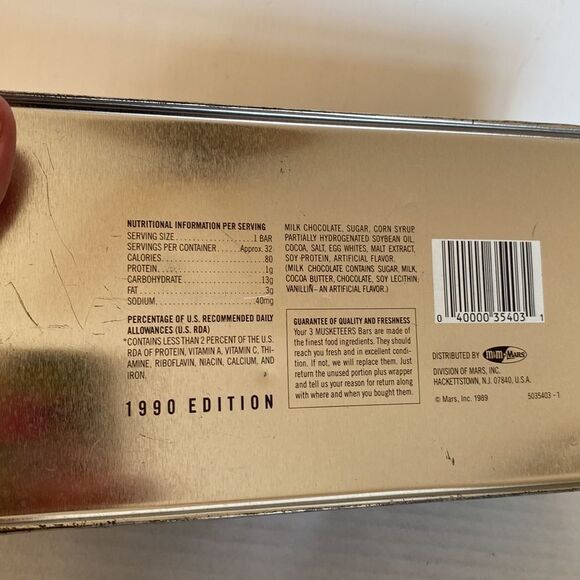 NUTRITIONAL INFORMATION PER SERVING
SERVING SIZE ........................ 1 BAR
SERVINGS PER CONTAINER ..... Approx. 32
CALORIES .............................. 80
PROTEIN ............................... 1g
CARBOHYDRATE ........................ 13g
FAT ................................... 3g
SODIUM .............................. 40mg
PERCENTAGE OF U.S. RECOMMENDED DAILY
ALLOWANCES (U.S. RDA)
*CONTAINS LESS THAN 2 PERCENT OF THE U.S.
RDA OF PROTEIN, VITAMIN A, VITAMIN C, THI-
AMINE, RIBOFLAVIN, NIACIN, CALCIUM, AND
IRON.
1990 EDITION
MILK CHOCOLATE, SUGAR, CORN SYRUP,
PARTIALLY HYDROGENATED SOYBEAN OIL,
COCOA, SALT, EGG WHITES, MALT EXTRACT,
SOY PROTEIN, ARTIFICIAL FLAVOR.
(MILK CHOCOLATE CONTAINS SUGAR, MILK,
COCOA BUTTER, CHOCOLATE, SOY LECITHIN;
VANILLIN–AN ARTIFICIAL FLAVOR.)
GUARANTEE OF QUALITY AND FRESHNESS
Your 3 MUSKETEERS Bars are made of
the finest food ingredients. They should
reach you fresh and in excellent condi-
tion. If not, we will replace them. Just
return the unused portion plus wrapper
and tell us your reason for return along
with where and when you bought them.
0 40000 35403 1
DISTRIBUTED BY m&m•MARS
DIVISION OF MARS, INC.
HACKETTSTOWN, N.J. 07840, U.S.A.
© Mars, Inc. 1989 5035403-1